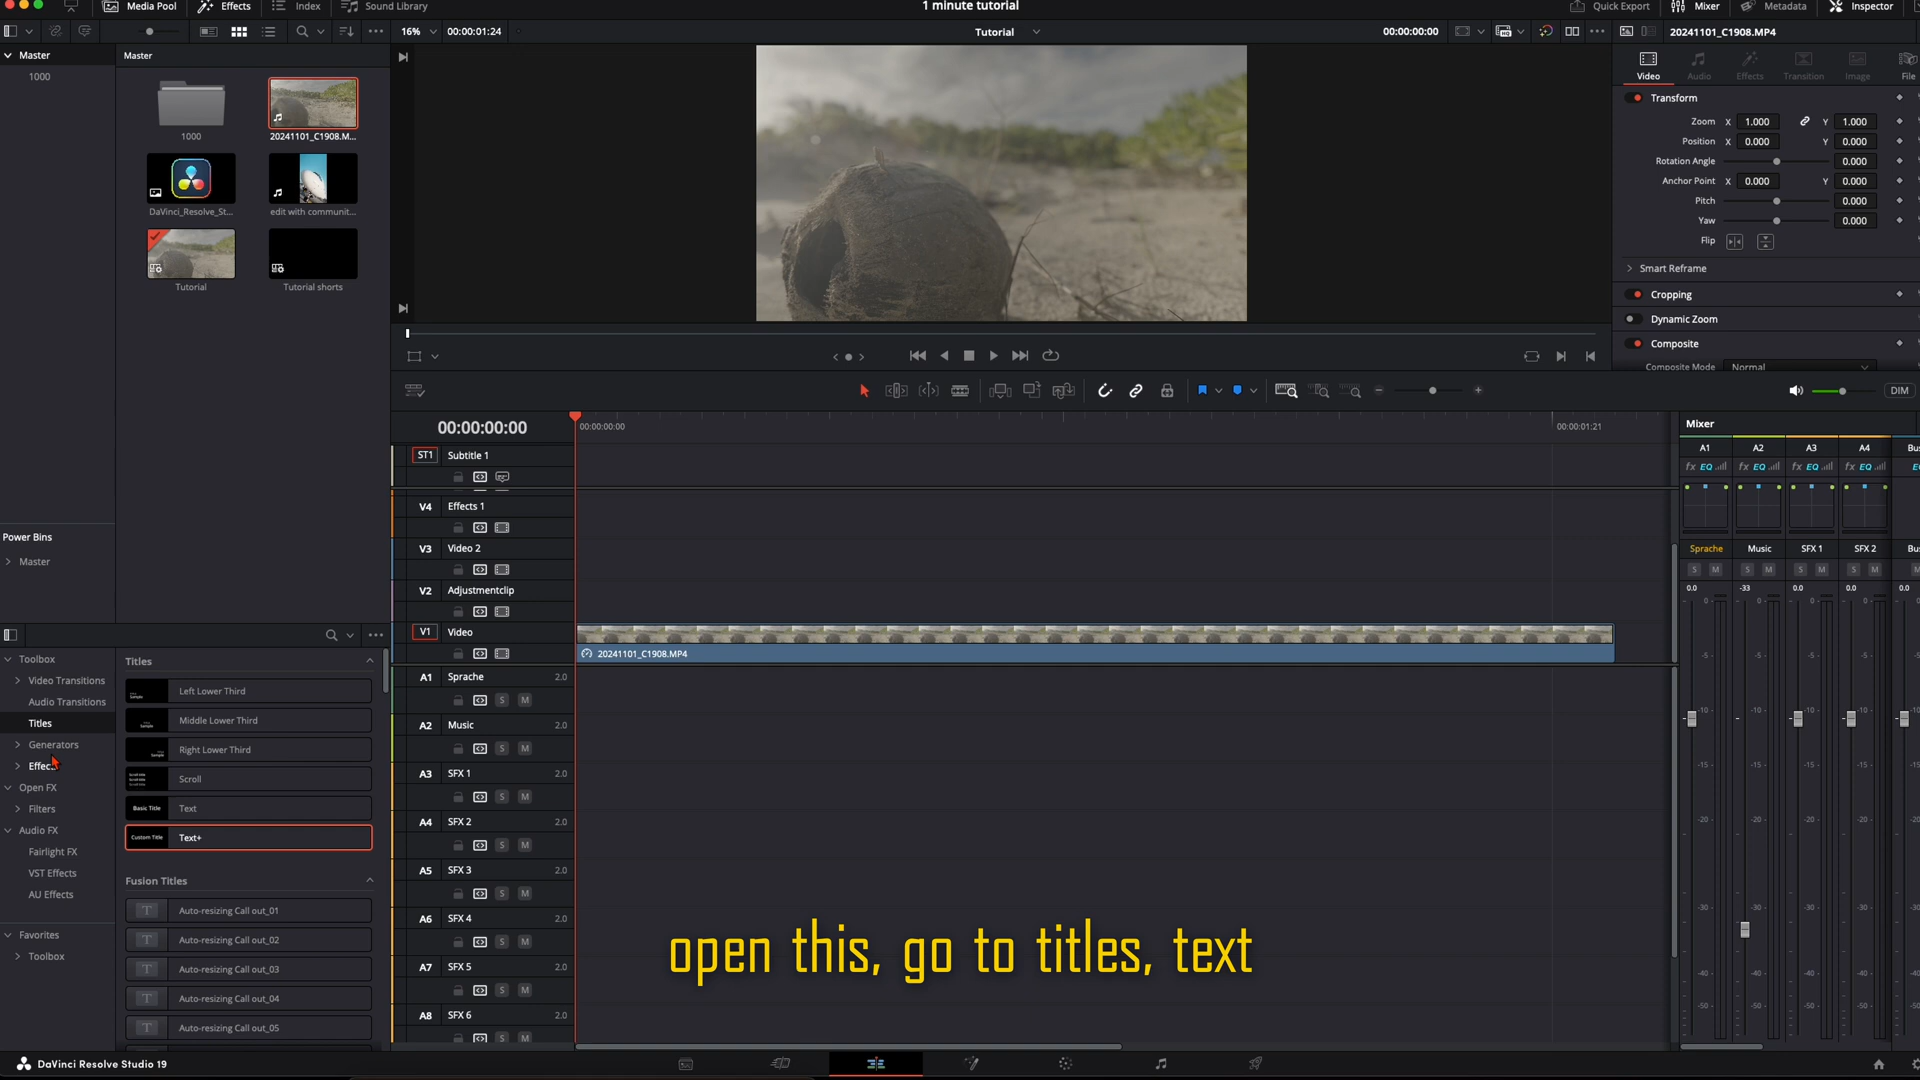 Media Pool
Effects
Index
Sound Library
1 minute tutorial
Quick Export
Mixer
Metadata
Inspector
16%
00:00:01:24
Tutorial
00:00:00:00
20241101_C1908.MP4
Master
1000
Master
1000
20241101_C1908.M...
DaVinci_Resolve_St...
edit with communit...
Tutorial
Tutorial shorts
Power Bins
Master
Video
Audio
Effects
Transition
Image
File
Transform
Zoom X 1.000 Y 1.000
Position X 0.000 Y 0.000
Rotation Angle 0.000
Anchor Point X 0.000 Y 0.000
Pitch 0.000
Yaw 0.000
Flip
Smart Reframe
Cropping
Dynamic Zoom
Composite
Composite Mode Normal
DIM
Toolbox
Video Transitions
Audio Transitions
Titles
Generators
Effec
Open FX
Filters
Audio FX
Fairlight FX
VST Effects
AU Effects
Favorites
Toolbox
Titles
Left Lower Third
Middle Lower Third
Right Lower Third
Scroll
Basic Title Text
Custom Title Text+
Fusion Titles
Auto-resizing Call out_01
Auto-resizing Call out_02
Auto-resizing Call out_03
Auto-resizing Call out_04
Auto-resizing Call out_05
00:00:00:00
00:00:00:00
00:00:01:21
ST1 Subtitle 1
V4 Effects 1
V3 Video 2
V2 Adjustmentclip
V1 Video
20241101_C1908.MP4
A1 Sprache 2.0
S M
A2 Music 2.0
S M
A3 SFX 1 2.0
S M
A4 SFX 2 2.0
S M
A5 SFX 3 2.0
S M
A6 SFX 4 2.0
S M
A7 SFX 5 2.0
S M
A8 SFX 6 2.0
S M
open this, go to titles, text
Mixer
A1 A2 A3 A4 Bu
fx EQ fx EQ fx EQ fx EQ
Sprache Music SFX 1 SFX 2 Bu
S M S M S M S M
0.0 -33 0.0 0.0 0.0
DaVinci Resolve Studio 19